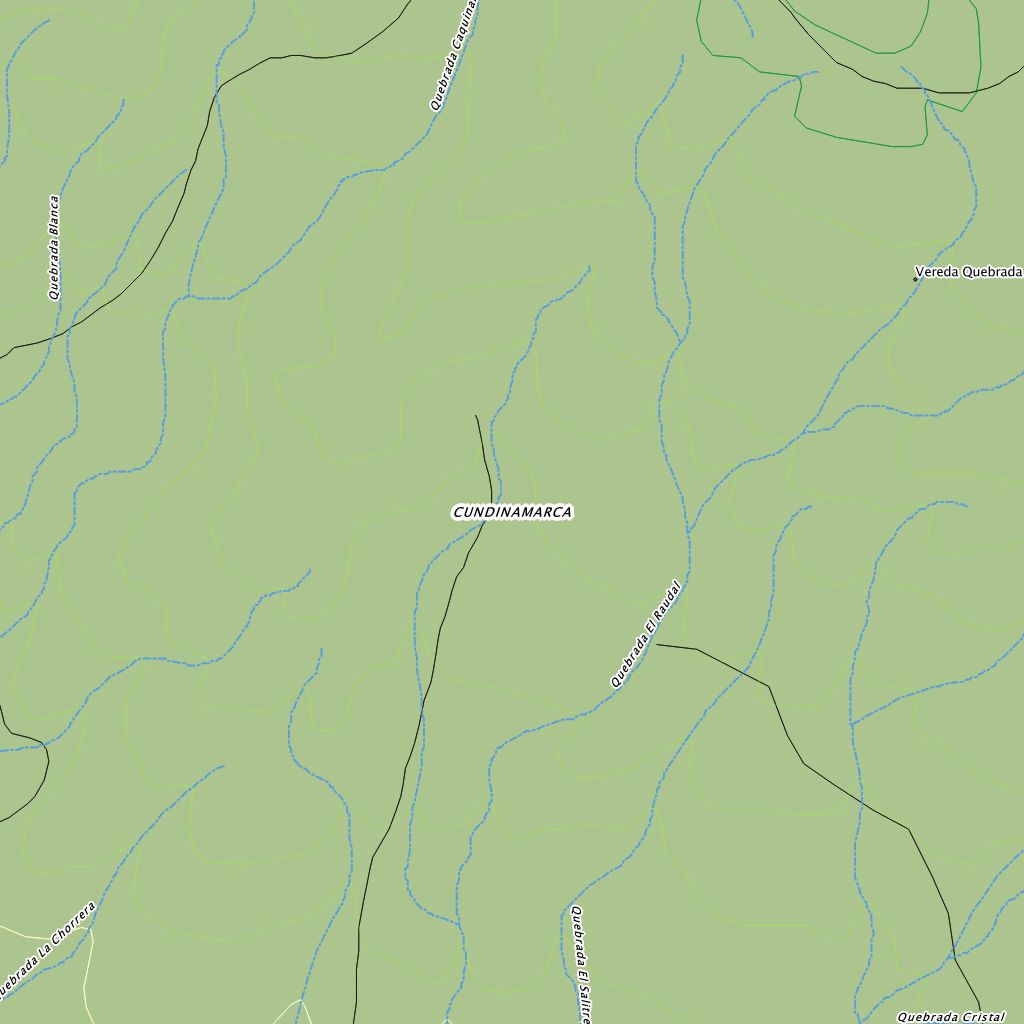 Quebrada Caquina
Quebrada Blanca
Vereda Quebrada
CUNDINAMARCA
Quebrada El Raudal
Quebrada La Chorrera
Quebrada El Salitre
Quebrada Cristal